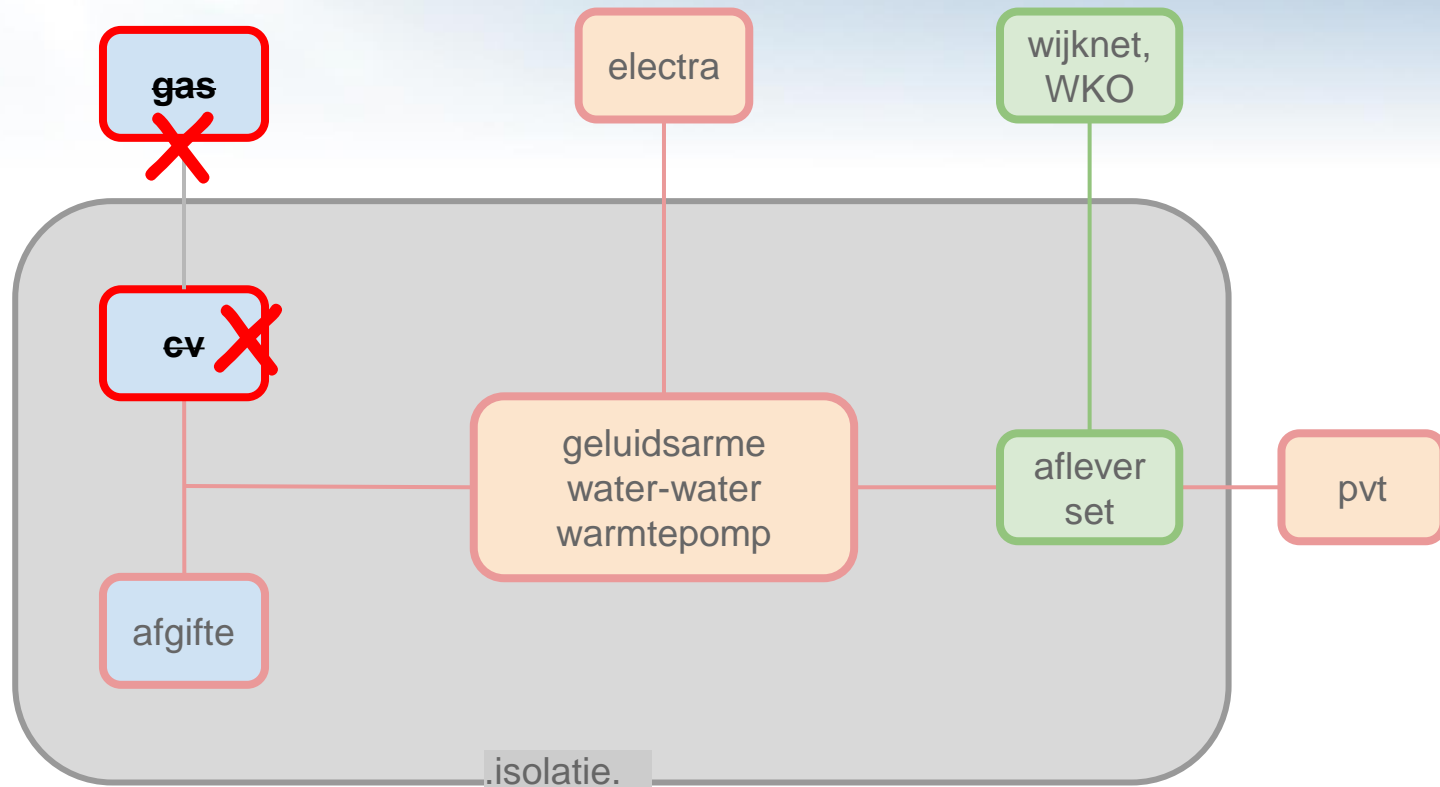 gas
electra
wijknet,
WKO
cv
geluidsarme
water-water
warmtepomp
aflever
set
pvt
afgifte
.isolatie.